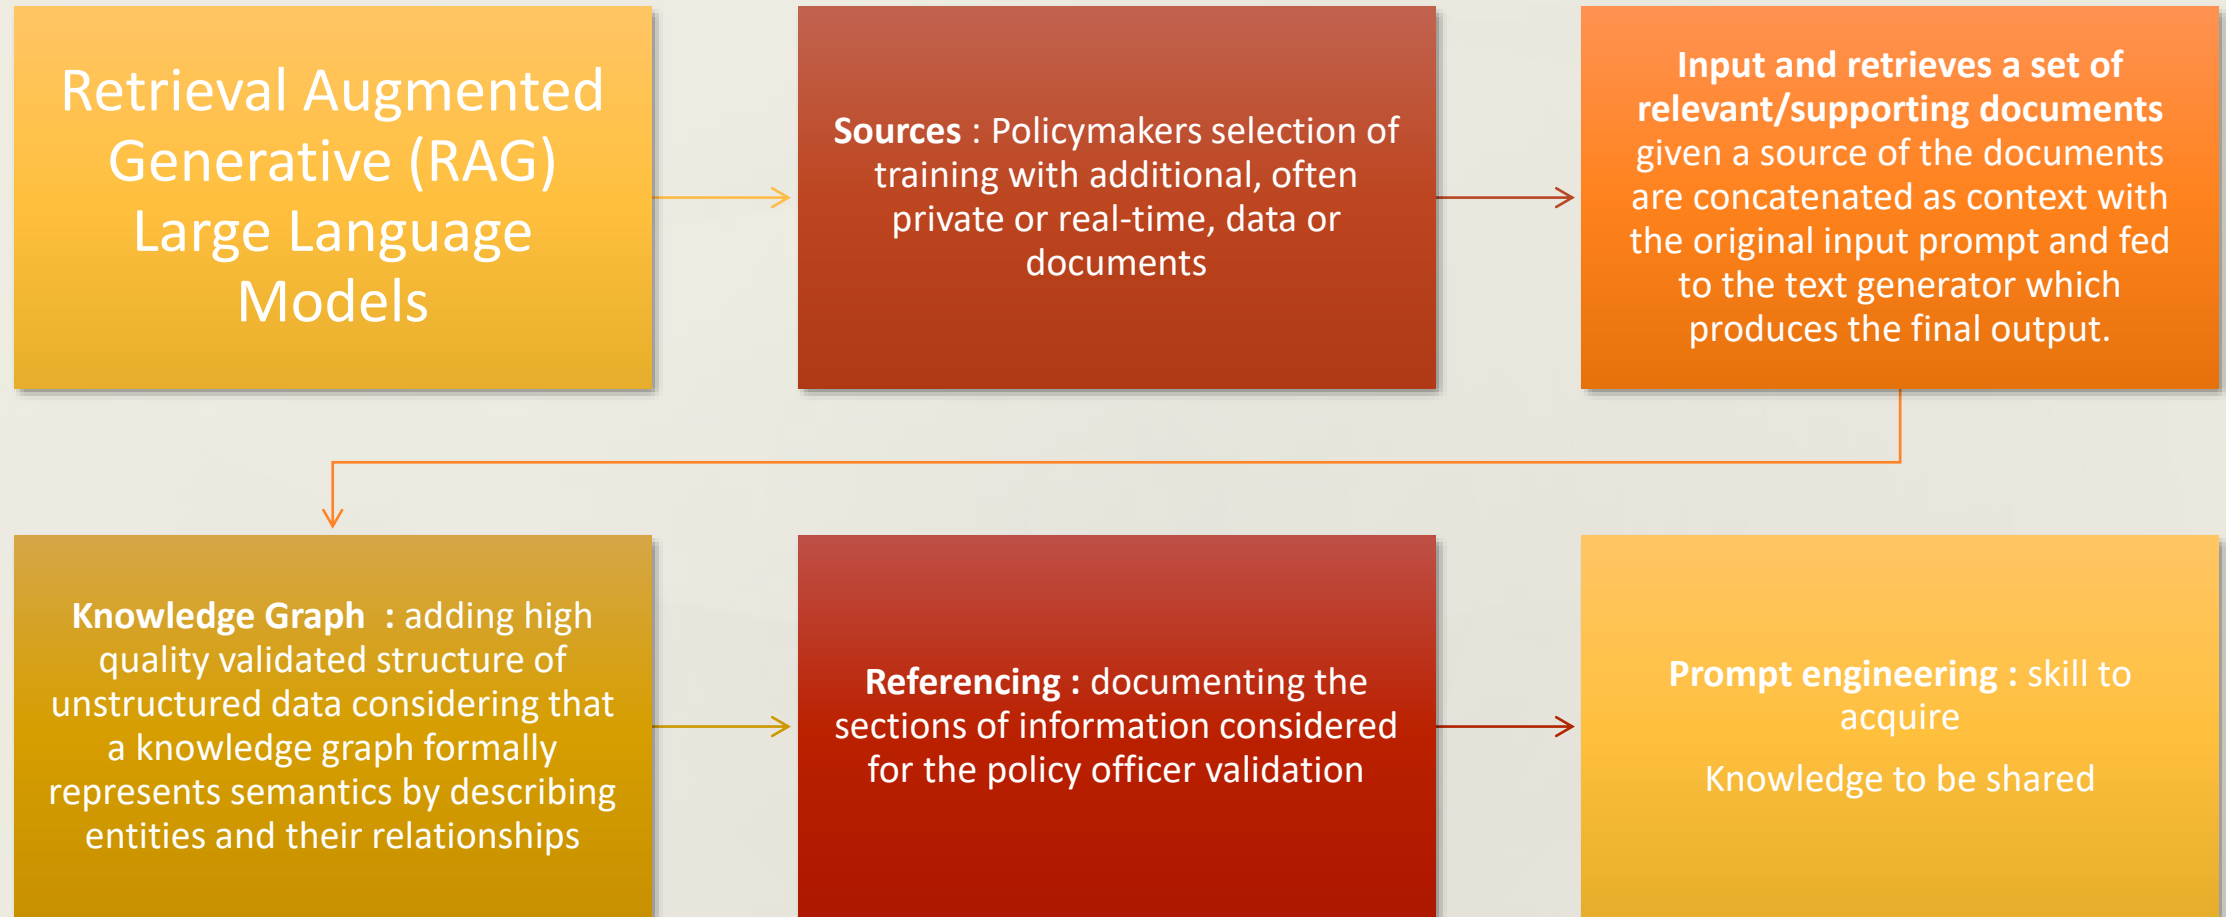 Retrieval Augmented
Generative (RAG)
Large Language
Models
Sources : Policymakers selection of
training with additional, often
private or real-time, data or
documents
Input and retrieves a set of
relevant/supporting documents
given a source of the documents
are concatenated as context with
the original input prompt and fed
to the text generator which
produces the final output.
Knowledge Graph : adding high
quality validated structure of
unstructured data considering that
a knowledge graph formally
represents semantics by describing
entities and their relationships
Referencing : documenting the
sections of information considered
for the policy officer validation
Prompt engineering : skill to
acquire
Knowledge to be shared